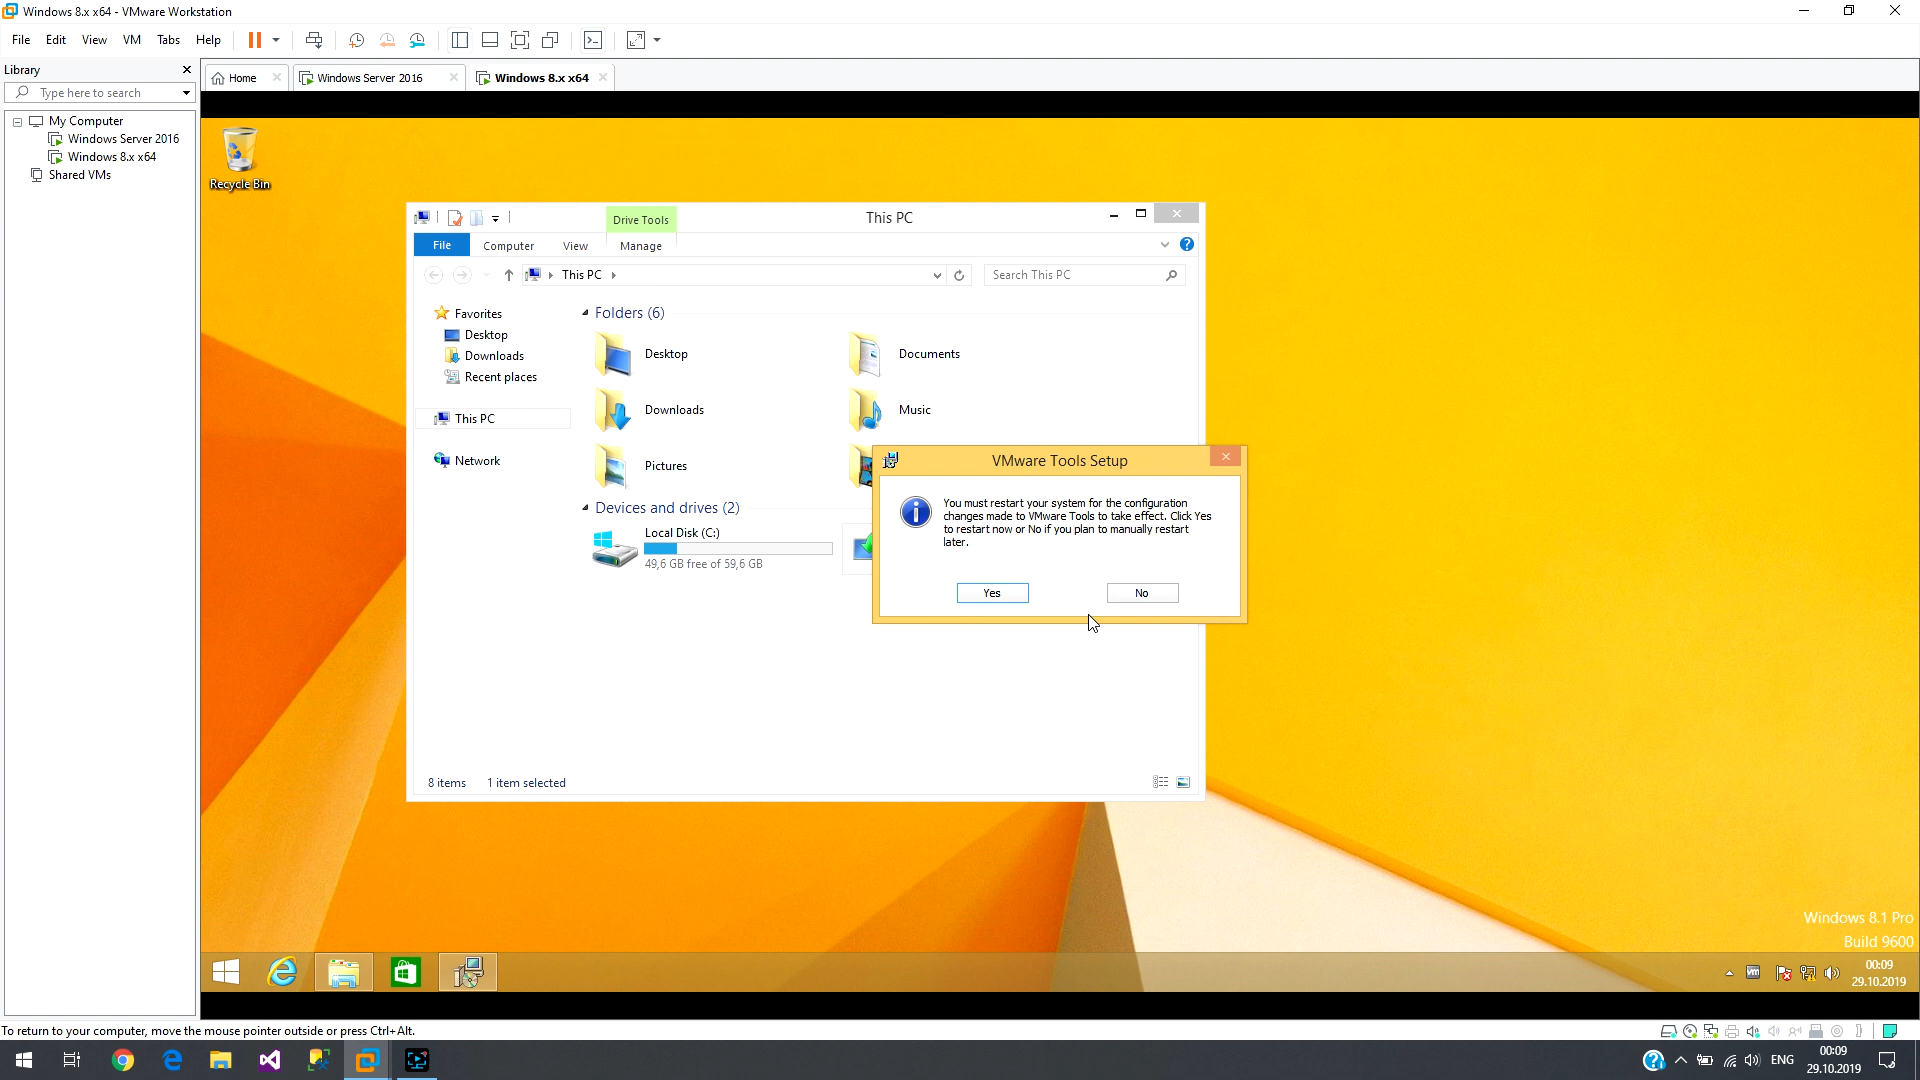 Windows 8.x x64 - VMware Workstation
File Edit View VM Tabs Help
Library
Type here to search
My Computer
Windows Server 2016
Windows 8.x x64
Shared VMs
Home
Windows Server 2016
Windows 8.x x64
Recycle Bin
Drive Tools
This PC
File Computer View Manage
This PC
Search This PC
Favorites
Desktop
Downloads
Recent places
This PC
Network
Folders (6)
Desktop
Documents
Downloads
Music
Pictures
Devices and drives (2)
Local Disk (C:)
49,6 GB free of 59,6 GB
VMware Tools Setup
You must restart your system for the configuration
changes made to VMware Tools to take effect. Click Yes
to restart now or No if you plan to manually restart
later.
Yes
No
8 items 1 item selected
Windows 8.1 Pro
Build 9600
vm
00:09
29.10.2019
To return to your computer, move the mouse pointer outside or press Ctrl+Alt.
ENG
00:09
29.10.2019